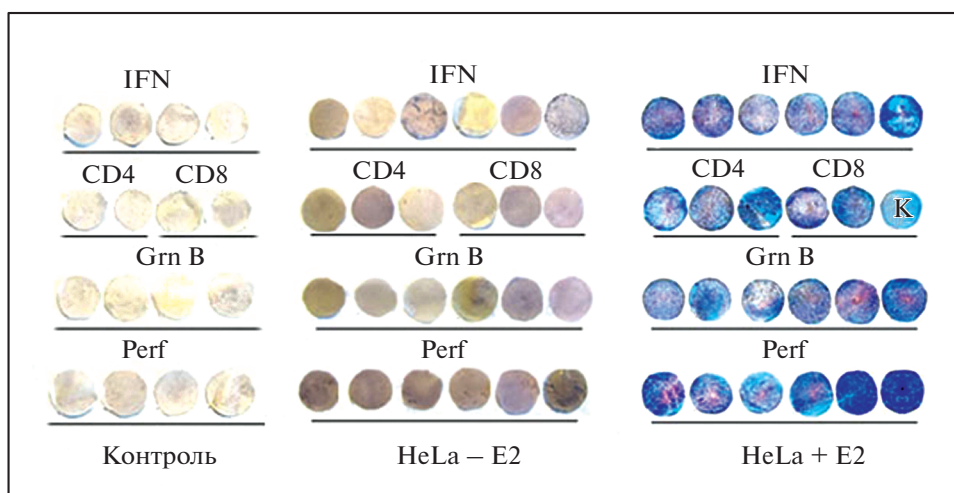 IFN IFN IFN
CD4 CD8 CD4 CD8 CD4 CD8
K
Grn B Grn B Grn B
Perf Perf Perf
Контроль HeLa – E2 HeLa + E2